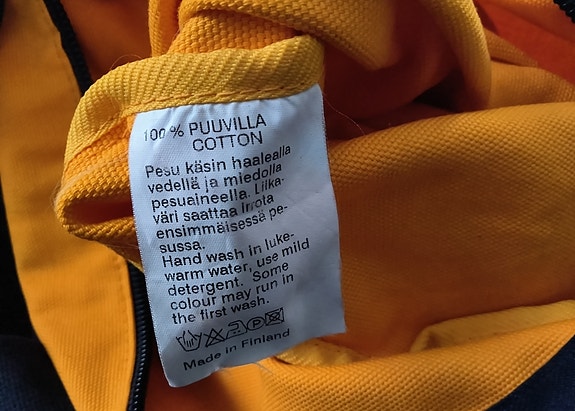 100 % PUUVILLA
COTTON
Pesu käsin haalealla
vedellä ja miedolla
pesuaineella. Liika-
väri saattaa irrota
ensimmäisessä pe-
sussa.
Hand wash in luke-
warm water, use mild
detergent. Some
colour may run in
the first wash.
P
Made in Finland